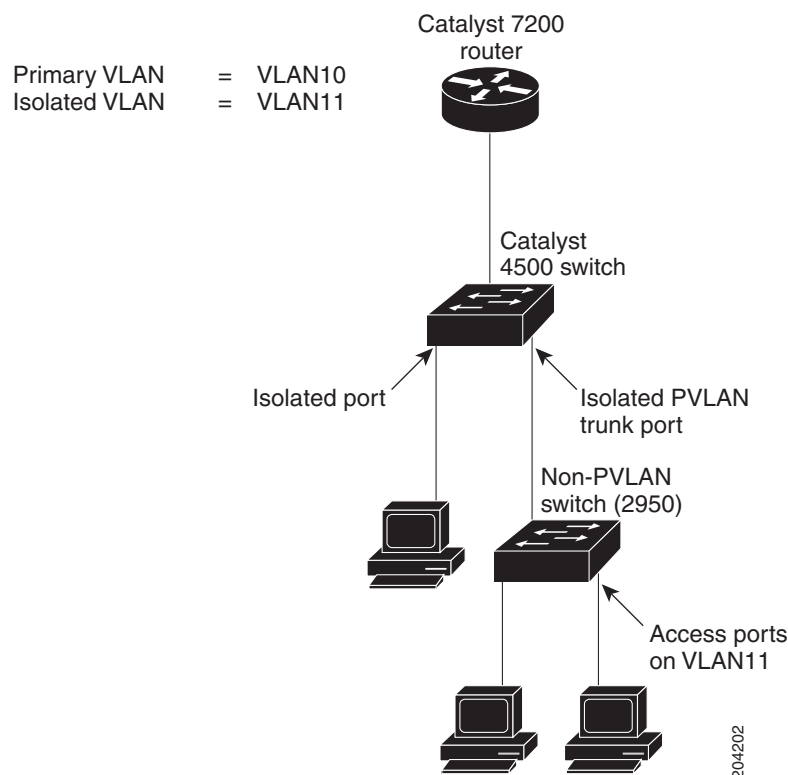 Catalyst 7200
router
Primary VLAN = VLAN10
Isolated VLAN = VLAN11
Catalyst
4500 switch
Isolated port
Isolated PVLAN
trunk port
Non-PVLAN
switch (2950)
Access ports
on VLAN11
204202